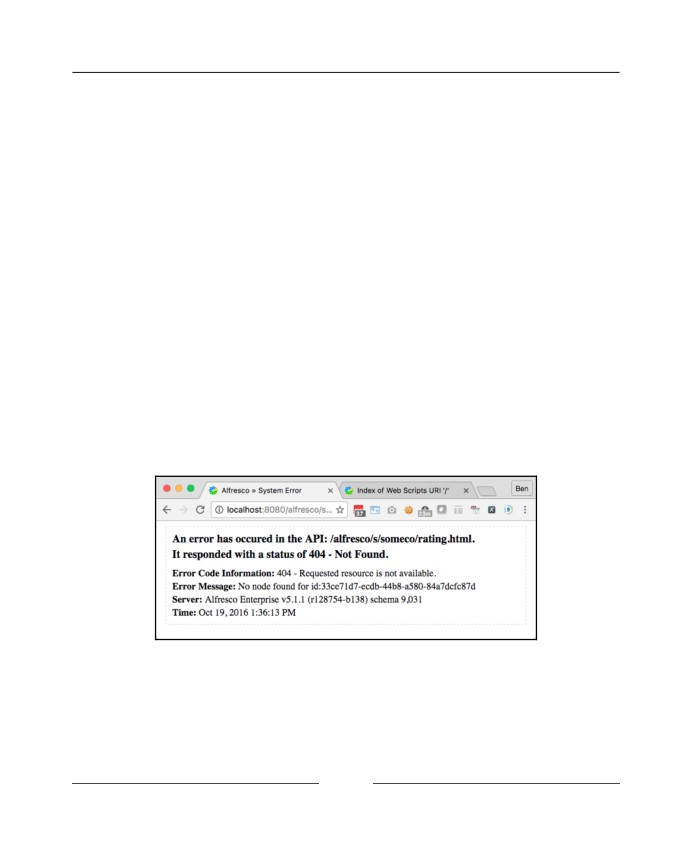 Alfresco » System Error
Index of Web Scripts URI '/'
Ben
localhost:8080/alfresco/s...
17
An error has occured in the API: /alfresco/s/someco/rating.html.
It responded with a status of 404 - Not Found.
Error Code Information: 404 - Requested resource is not available.
Error Message: No node found for id:33ce71d7-ecdb-44b8-a580-84a7dcfc87d
Server: Alfresco Enterprise v5.1.1 (r128754-b138) schema 9,031
Time: Oct 19, 2016 1:36:13 PM